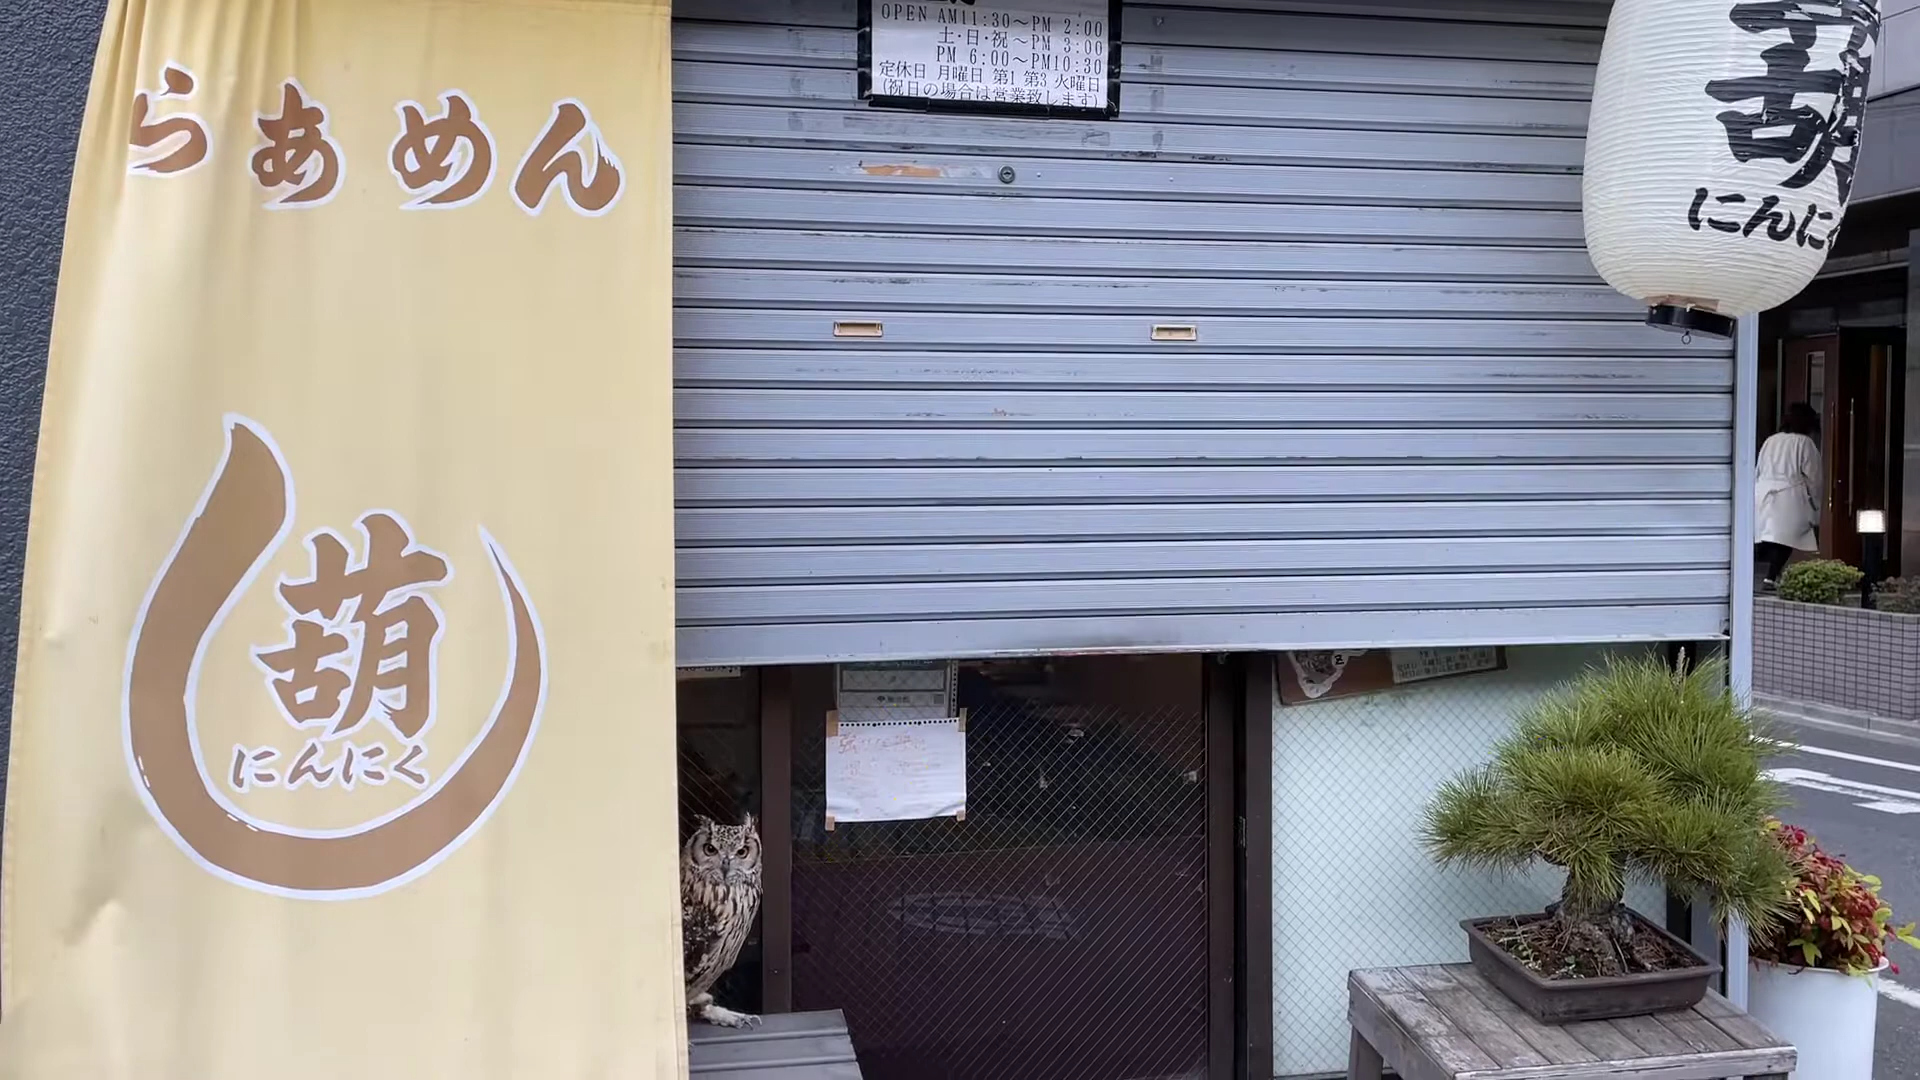 らぁめん
葫
にんにく
OPEN AM11:30～PM 2:00
土・日・祝～PM 3:00
PM 6:00～PM10:30
定休日 月曜日 第1 第3 火曜日
(祝日の場合は営業致します)
葫
にんに